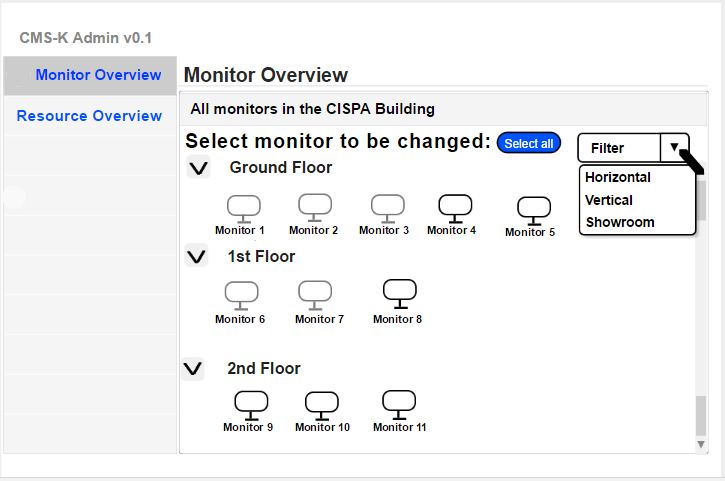 CMS-K Admin v0.1
Monitor Overview
Resource Overview
Monitor Overview
All monitors in the CISPA Building
Select monitor to be changed:
Select all
Filter
Horizontal
Vertical
Showroom
Ground Floor
Monitor 1
Monitor 2
Monitor 3
Monitor 4
Monitor 5
1st Floor
Monitor 6
Monitor 7
Monitor 8
2nd Floor
Monitor 9
Monitor 10
Monitor 11